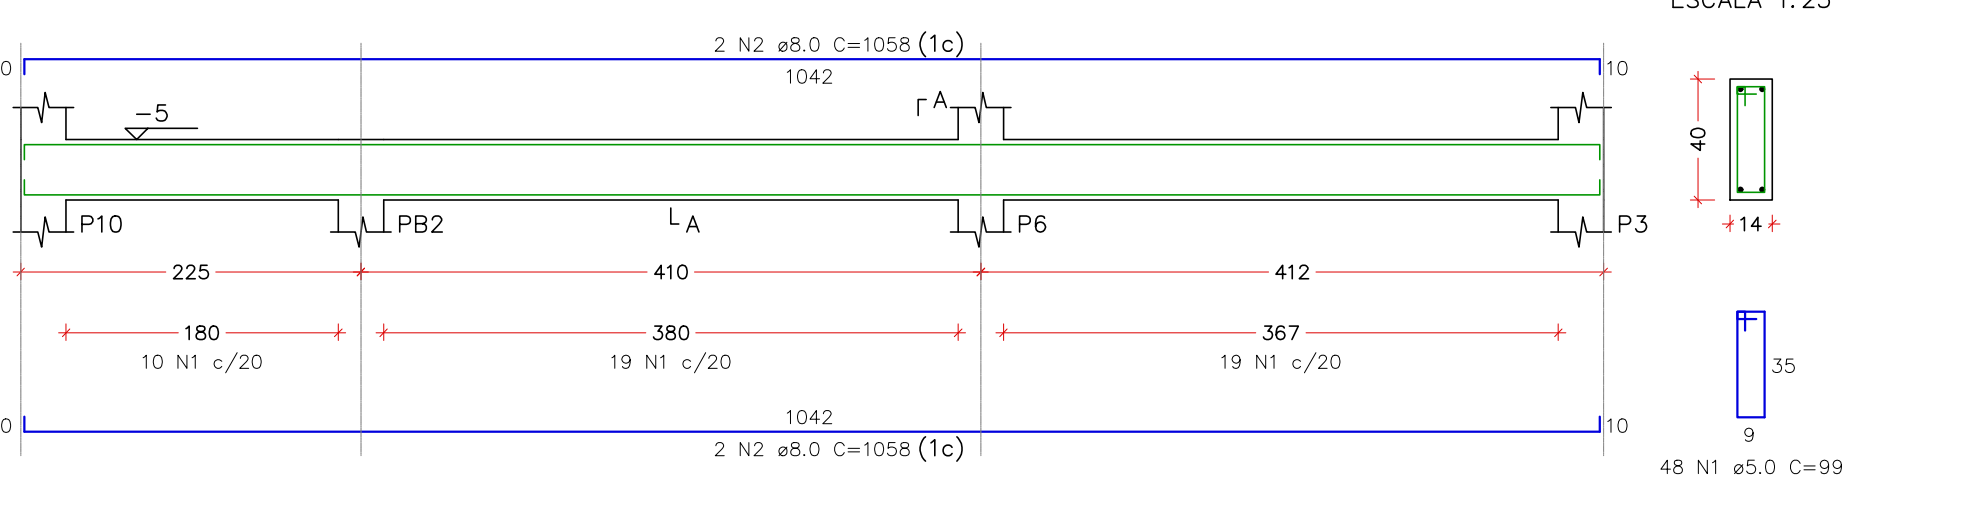 ESCALA 1:25
2 N2 ø8.0 C=1058 (1c)
0
1042
10
A
-5
40
P10
PB2
A
P6
P3
14
225
410
412
180
380
367
10 N1 c/20
19 N1 c/20
19 N1 c/20
35
0
1042
10
9
2 N2 ø8.0 C=1058 (1c)
48 N1 ø5.0 C=99